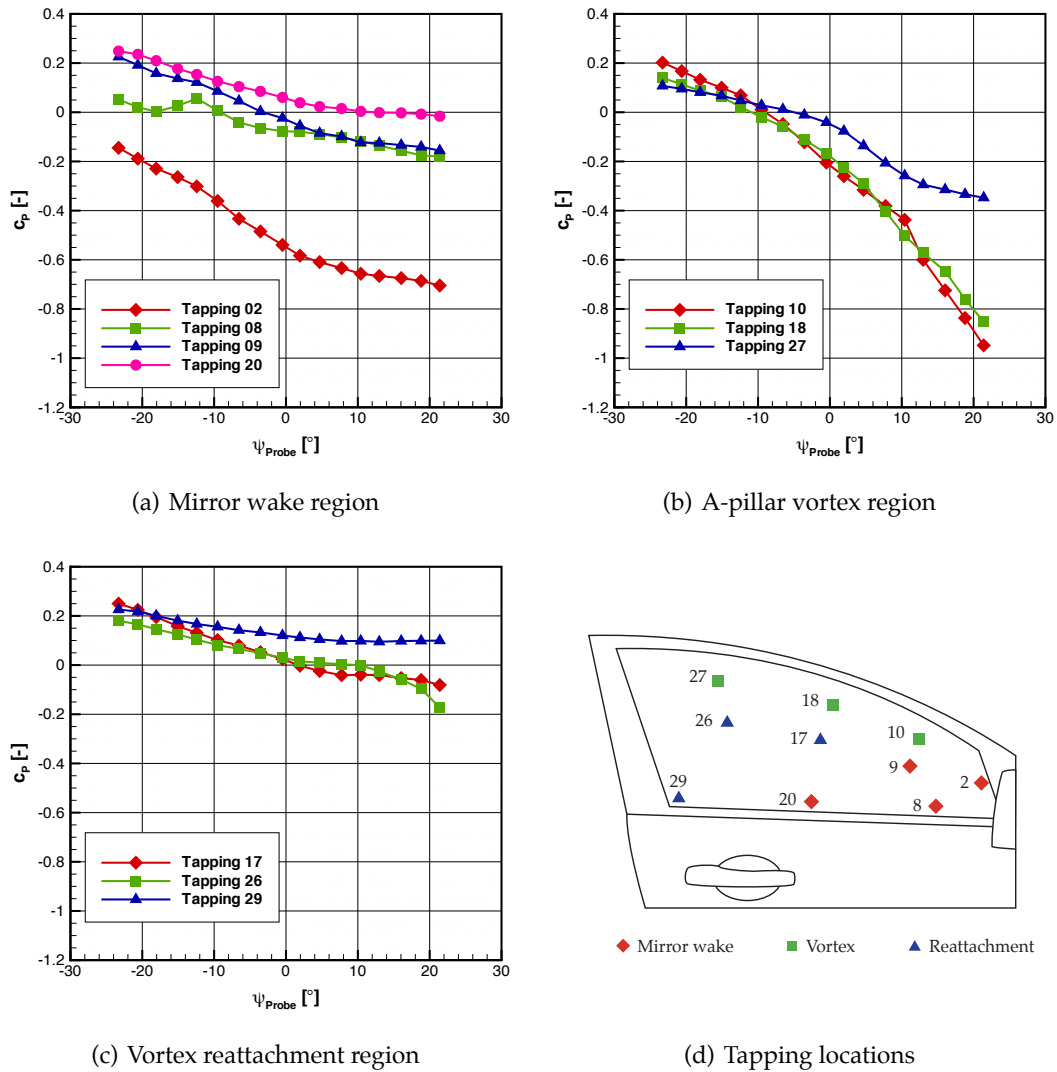 0.4
0.2
0
-0.2
-0.4
-0.6
-0.8
-1
-1.2
cP [-]
-30 -20 -10 0 10 20 30
ψProbe [°]
Tapping 02
Tapping 08
Tapping 09
Tapping 20
(a) Mirror wake region
0.4
0.2
0
-0.2
-0.4
-0.6
-0.8
-1
-1.2
cP [-]
-30 -20 -10 0 10 20 30
ψProbe [°]
Tapping 10
Tapping 18
Tapping 27
(b) A-pillar vortex region
0.4
0.2
0
-0.2
-0.4
-0.6
-0.8
-1
-1.2
cP [-]
-30 -20 -10 0 10 20 30
ψProbe [°]
Tapping 17
Tapping 26
Tapping 29
(c) Vortex reattachment region
27
18
26
17
10
9
2
29
20
8
Mirror wake Vortex Reattachment
(d) Tapping locations